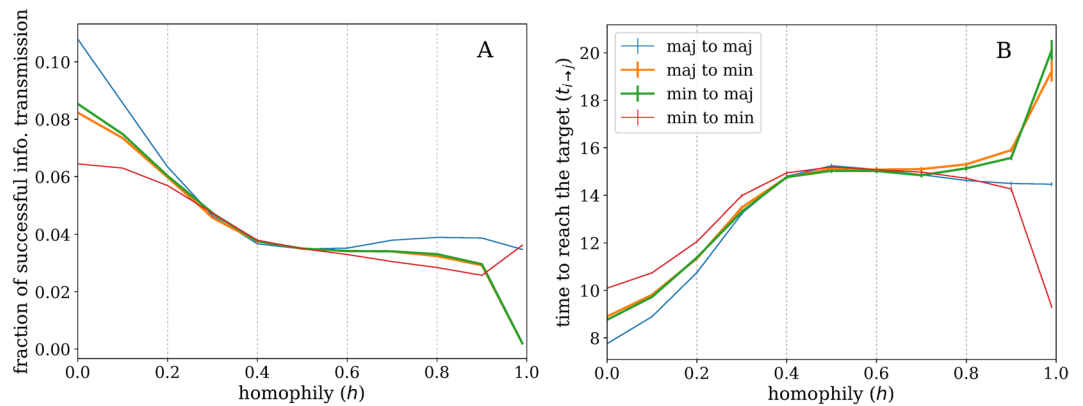 fraction of successful info. transmission
0.10
0.08
0.06
0.04
0.02
0.00
A
0.0 0.2 0.4 0.6 0.8 1.0
homophily (h)
time to reach the target (t_{i→j})
20
18
16
14
12
10
8
maj to maj
maj to min
min to maj
min to min
B
0.0 0.2 0.4 0.6 0.8 1.0
homophily (h)